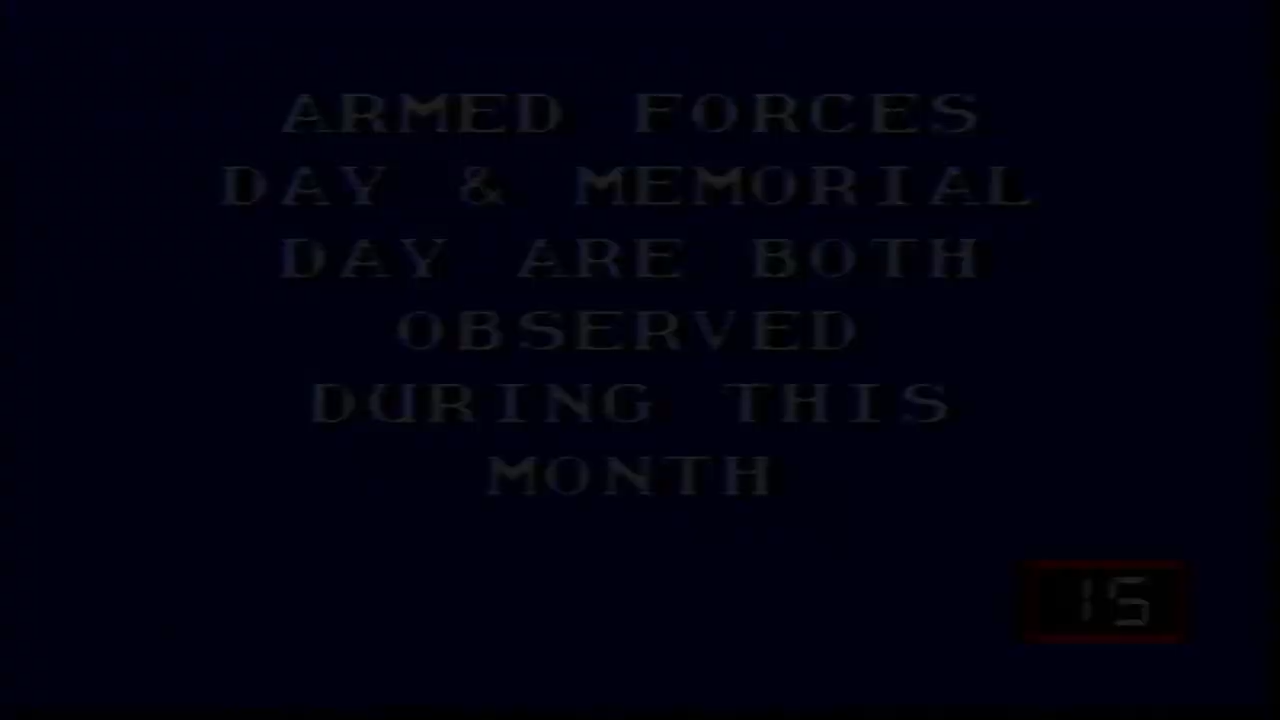 ARMED FORCES
DAY & MEMORIAL
DAY ARE BOTH
OBSERVED
DURING THIS
MONTH
15